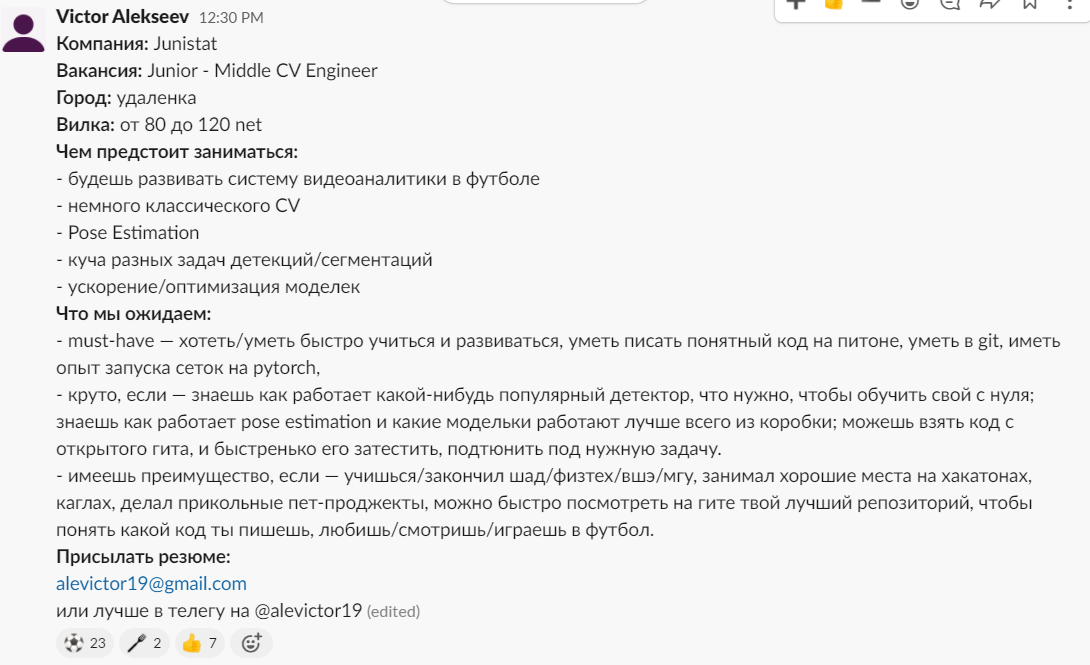 Victor Alekseev 12:30 PM
Компания: Junistat
Вакансия: Junior - Middle CV Engineer
Город: удаленка
Вилка: от 80 до 120 net
Чем предстоит заниматься:
- будешь развивать систему видеоаналитики в футболе
- немного классического CV
- Pose Estimation
- куча разных задач детекций/сегментаций
- ускорение/оптимизация моделек
Что мы ожидаем:
- must-have — хотеть/уметь быстро учиться и развиваться, уметь писать понятный код на питоне, уметь в git, иметь
опыт запуска сеток на pytorch,
- круто, если — знаешь как работает какой-нибудь популярный детектор, что нужно, чтобы обучить свой с нуля;
знаешь как работает pose estimation и какие модельки работают лучше всего из коробки; можешь взять код с
открытого гита, и быстренько его затестить, подтюнить под нужную задачу.
- имеешь преимущество, если — учишься/закончил шад/физтех/вшэ/мгу, занимал хорошие места на хакатонах,
каглах, делал прикольные пет-проджекты, можно быстро посмотреть на гите твой лучший репозиторий, чтобы
понять какой код ты пишешь, любишь/смотришь/играешь в футбол.
Присылать резюме:
alevictor19@gmail.com
или лучше в телегу на @alevictor19 (edited)
23 2 7